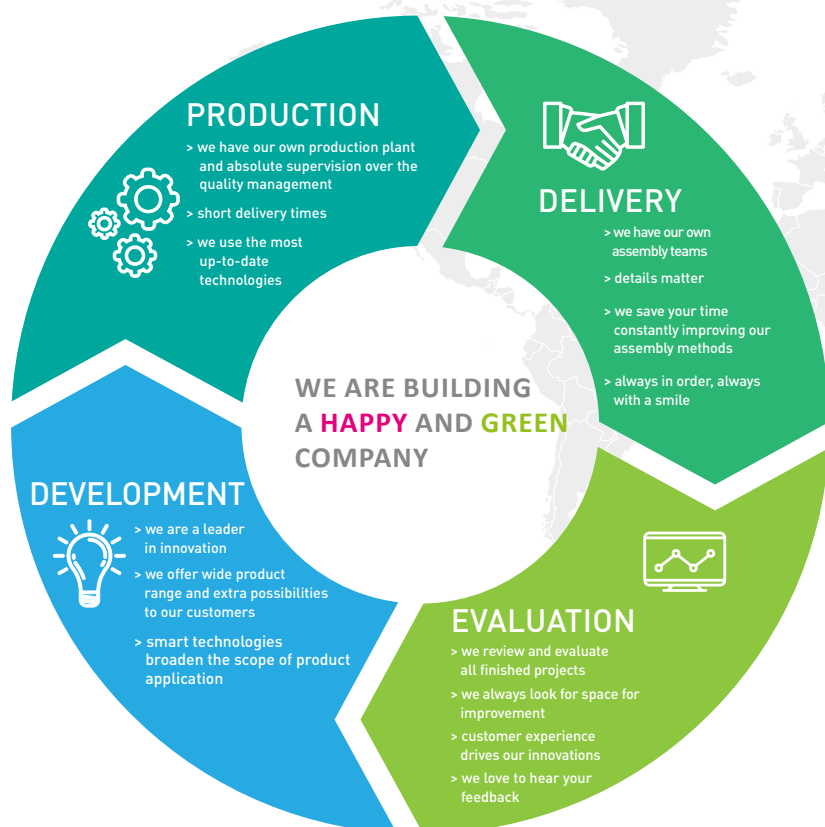 PRODUCTION
> we have our own production plant
and absolute supervision over the
quality management
> short delivery times
> we use the most
up-to-date
technologies
DELIVERY
> we have our own
assembly teams
> details matter
> we save your time
constantly improving our
assembly methods
> always in order, always
with a smile
WE ARE BUILDING
A HAPPY AND GREEN
COMPANY
DEVELOPMENT
> we are a leader
in innovation
> we offer wide product
range and extra possibilities
to our customers
> smart technologies
broaden the scope of product
application
EVALUATION
> we review and evaluate
all finished projects
> we always look for space for
improvement
> customer experience
drives our innovations
> we love to hear your
feedback